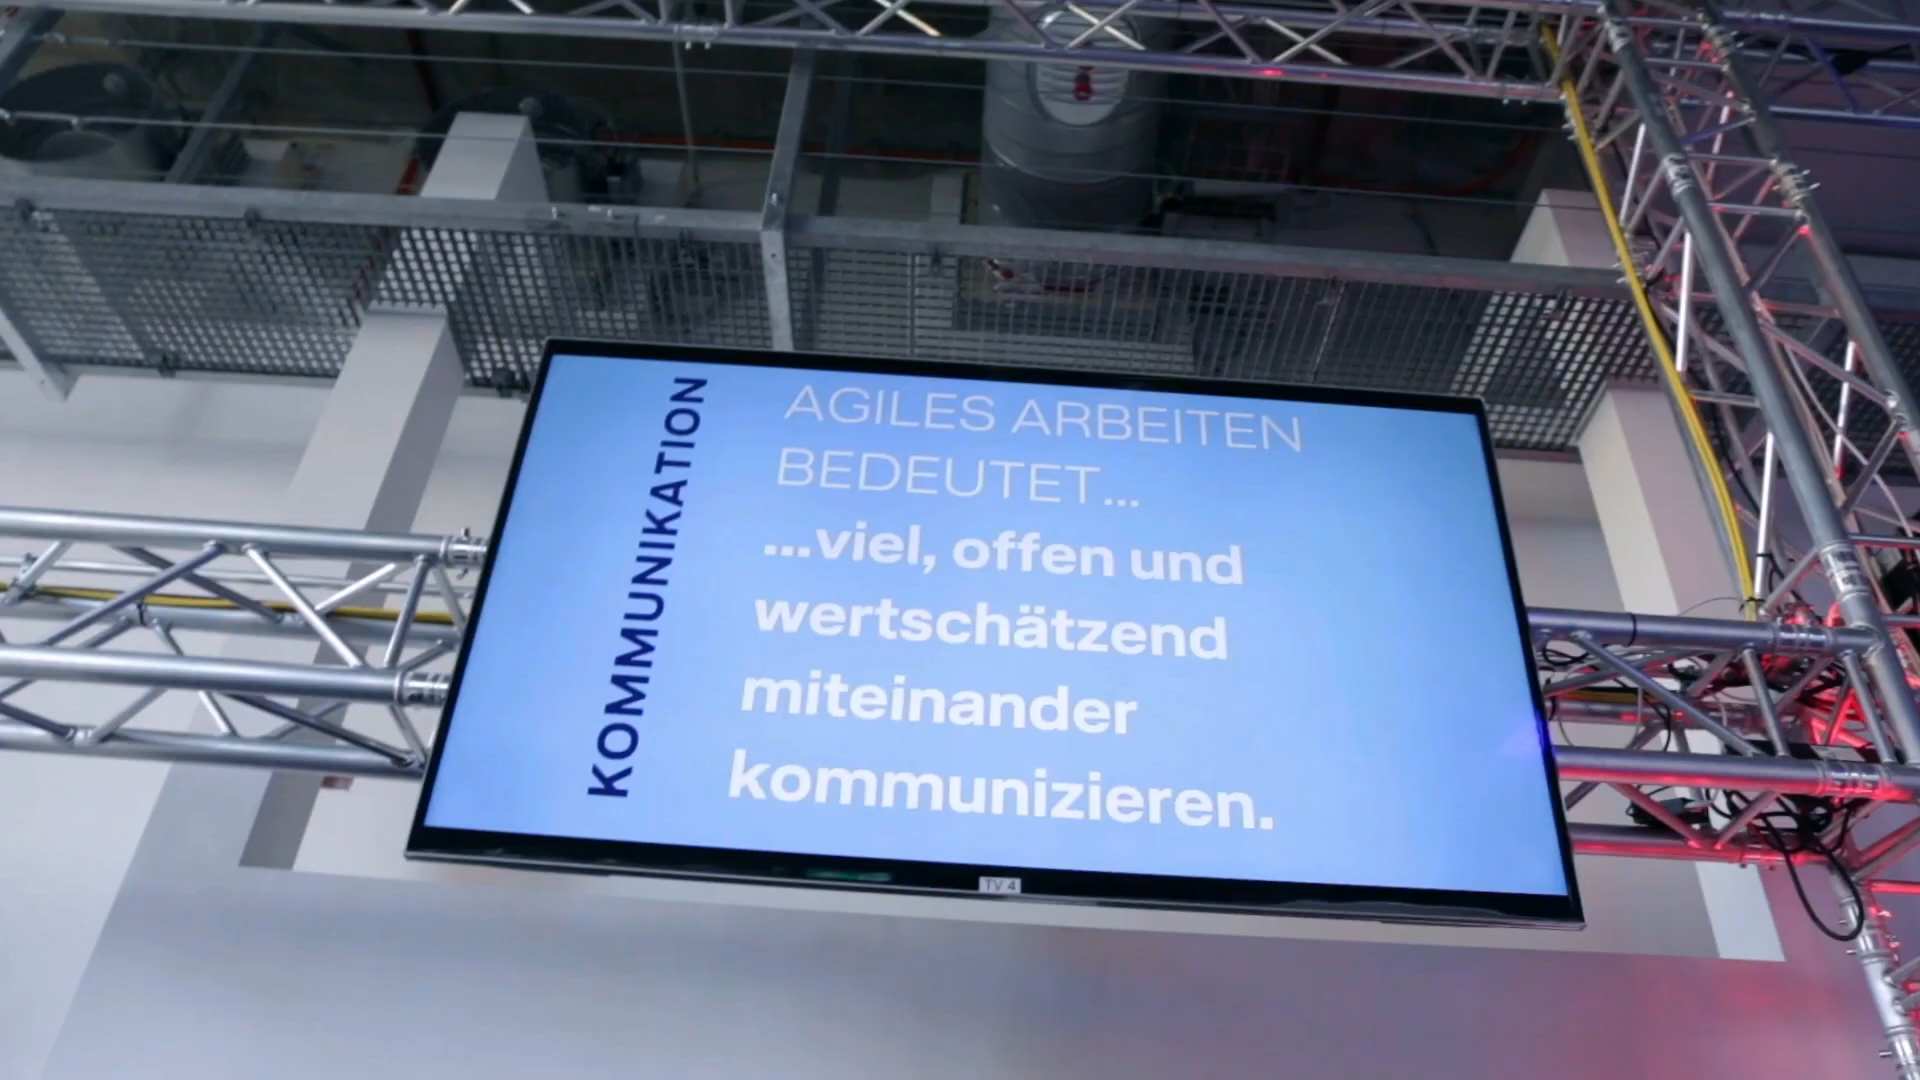 KOMMUNIKATION
AGILES ARBEITEN
BEDEUTET...
...viel, offen und
wertschätzend
miteinander
kommunizieren.
TV 4